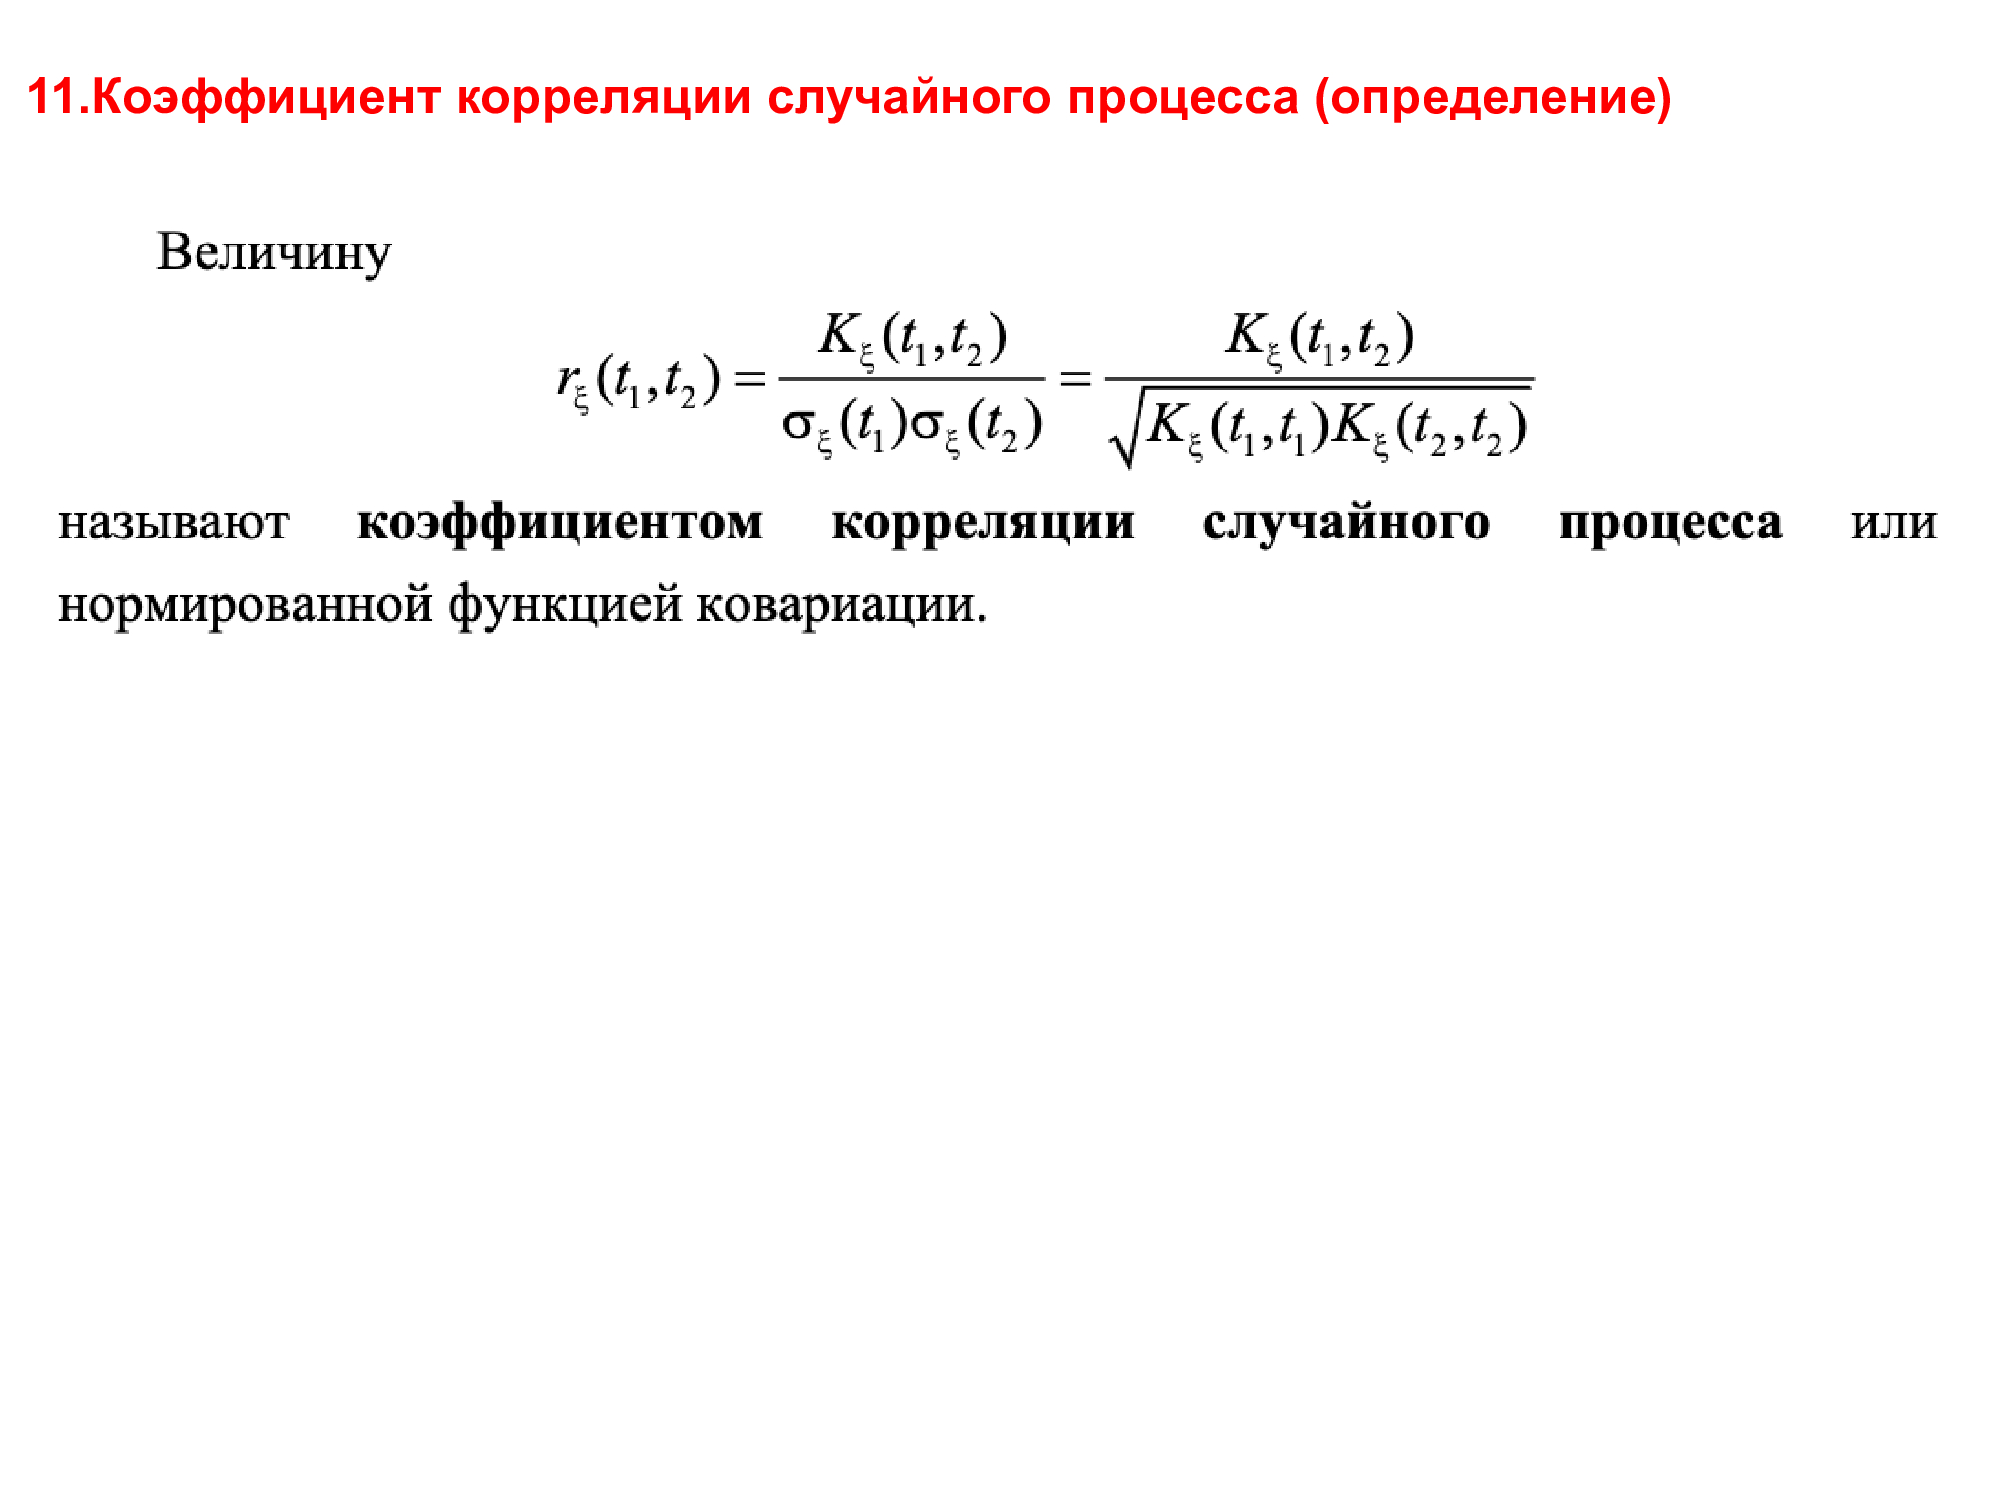 11.Коэффициент корреляции случайного процесса (определение)
Величину
$$r_\xi(t_1,t_2)=\frac{K_\xi(t_1,t_2)}{\sigma_\xi(t_1)\sigma_\xi(t_2)}=\frac{K_\xi(t_1,t_2)}{\sqrt{K_\xi(t_1,t_1)K_\xi(t_2,t_2)}}$$
называют коэффициентом корреляции случайного процесса или
нормированной функцией ковариации.